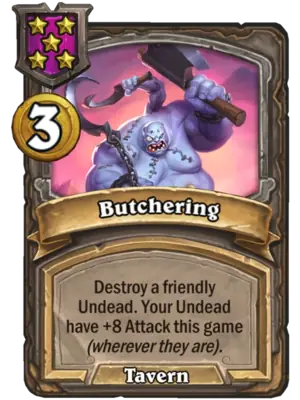 3
Butchering
Destroy a friendly
Undead. Your Undead
have +8 Attack this game
(wherever they are).
Tavern